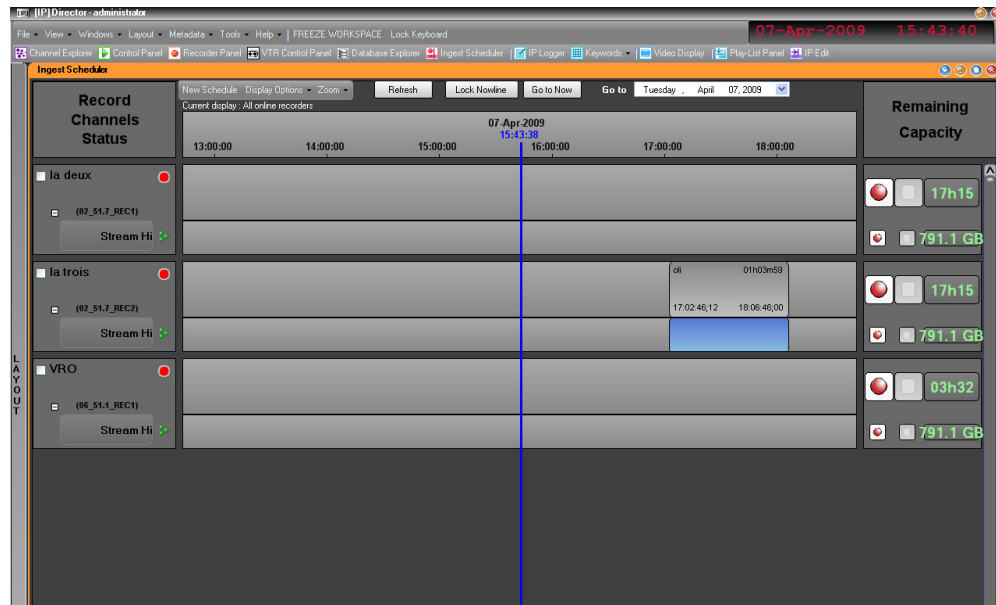 [IP] Director - administrator
File View Windows Layout Metadata Tools Help FREEZE WORKSPACE Lock Keyboard
07-Apr-2009 15:43:40
Channel Explorer Control Panel Recorder Panel VTR Control Panel Database Explorer Ingest Scheduler IP Logger Keywords Video Display Play-List Panel IP Edit
Ingest Scheduler
Record Channels Status
New Schedule Display Options Zoom Refresh Lock Nowline Go to Now Go to Tuesday , April 07, 2009
Current display : All online recorders
07-Apr-2009
15:43:38
13:00:00 14:00:00 15:00:00 16:00:00 17:00:00 18:00:00
Remaining Capacity
la deux
(02_51.7_REC1)
17h15
Stream Hi
791.1 GB
la trois
oli 01h03m59
(02_51.7_REC2)
17:02:46;12 18:06:46;00
17h15
Stream Hi
791.1 GB
VRO
(06_51.1_REC1)
03h32
Stream Hi
791.1 GB
LAYOUT